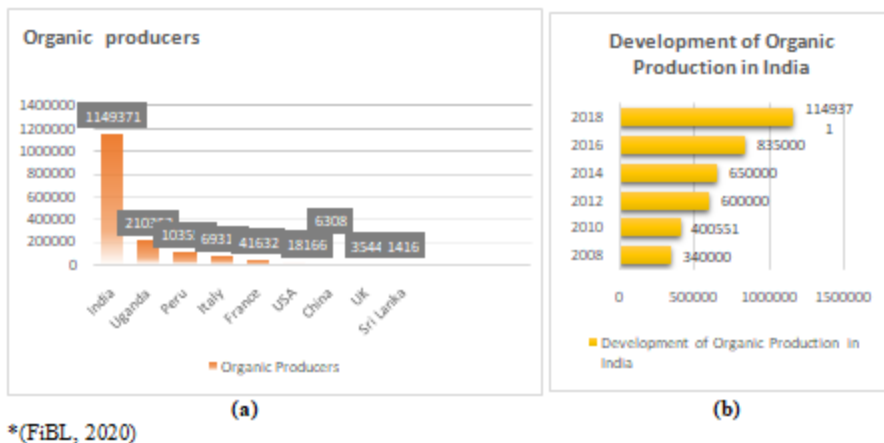 Organic producers
1400000
1200000
1000000
800000
600000
400000
200000
0
1149371
41632
18166
6308
3544
1416
India
Uganda
Peru
Italy
France
USA
China
UK
Sri Lanka
Organic Producers
(a)
Development of Organic
Production in India
2018
2016
2014
2012
2010
2008
114937
1
835000
650000
600000
400551
340000
0
500000
1000000
1500000
Development of Organic Production in
India
(b)
*(FiBL, 2020)